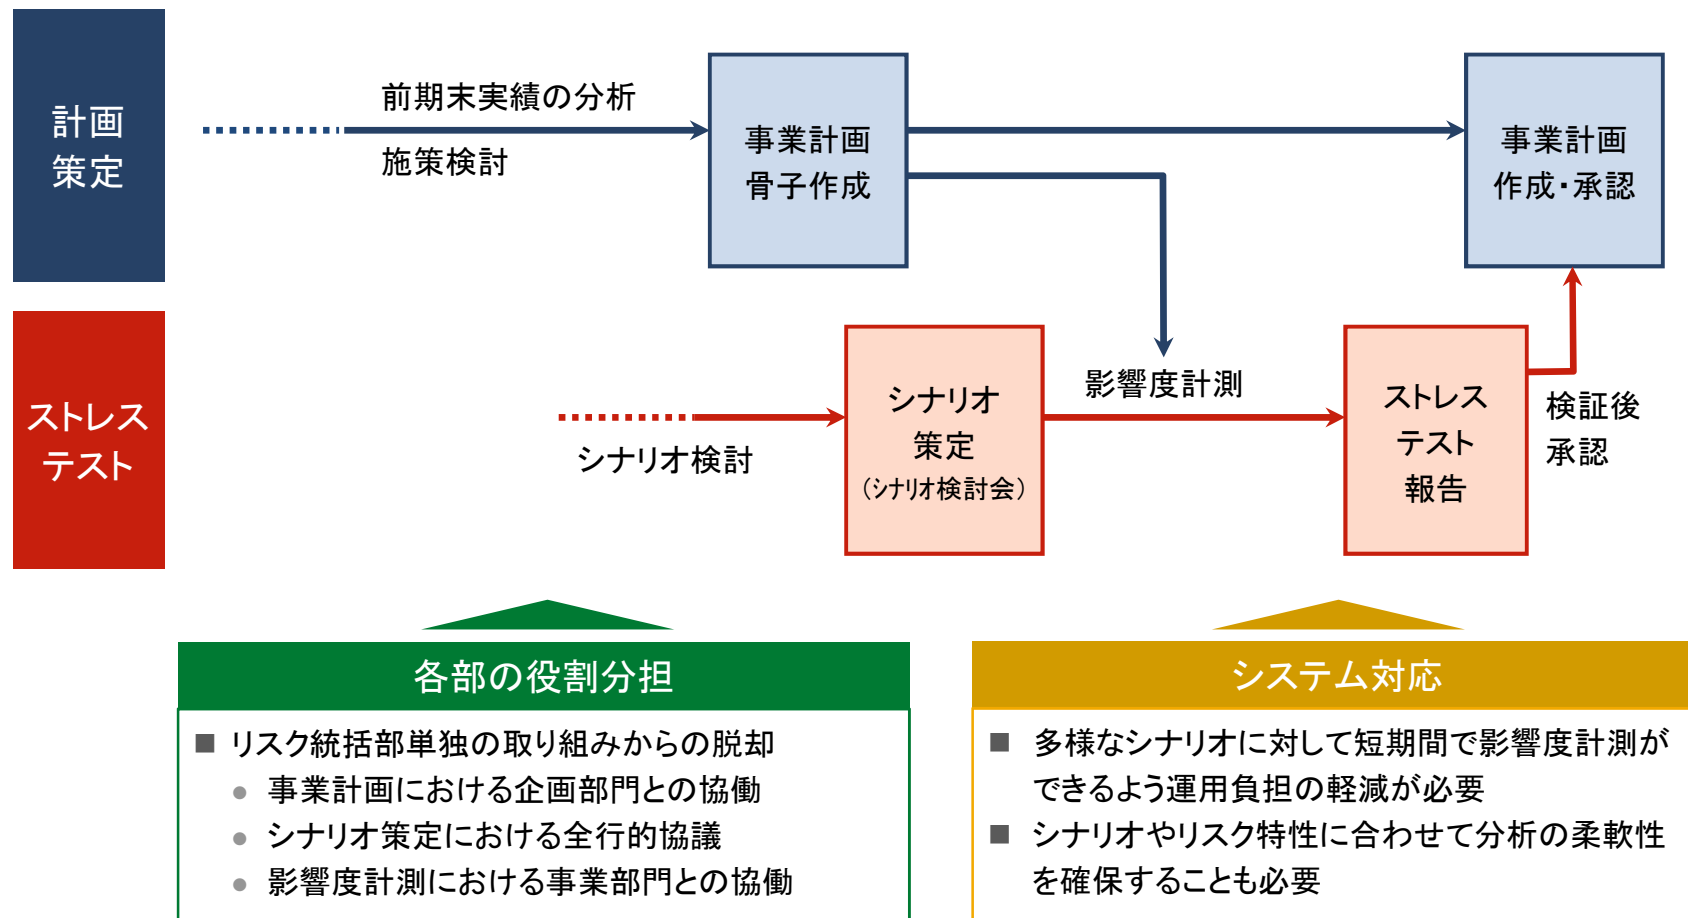 計画
策定
前期末実績の分析
施策検討
事業計画
骨子作成
事業計画
作成・承認
ストレス
テスト
シナリオ検討
シナリオ
策定
（シナリオ検討会）
影響度計測
ストレス
テスト
報告
検証後
承認
各部の役割分担
■ リスク統括部単独の取り組みからの脱却
● 事業計画における企画部門との協働
● シナリオ策定における全行的協議
● 影響度計測における事業部門との協働
システム対応
■ 多様なシナリオに対して短期間で影響度計測が
できるよう運用負担の軽減が必要
■ シナリオやリスク特性に合わせて分析の柔軟性
を確保することも必要